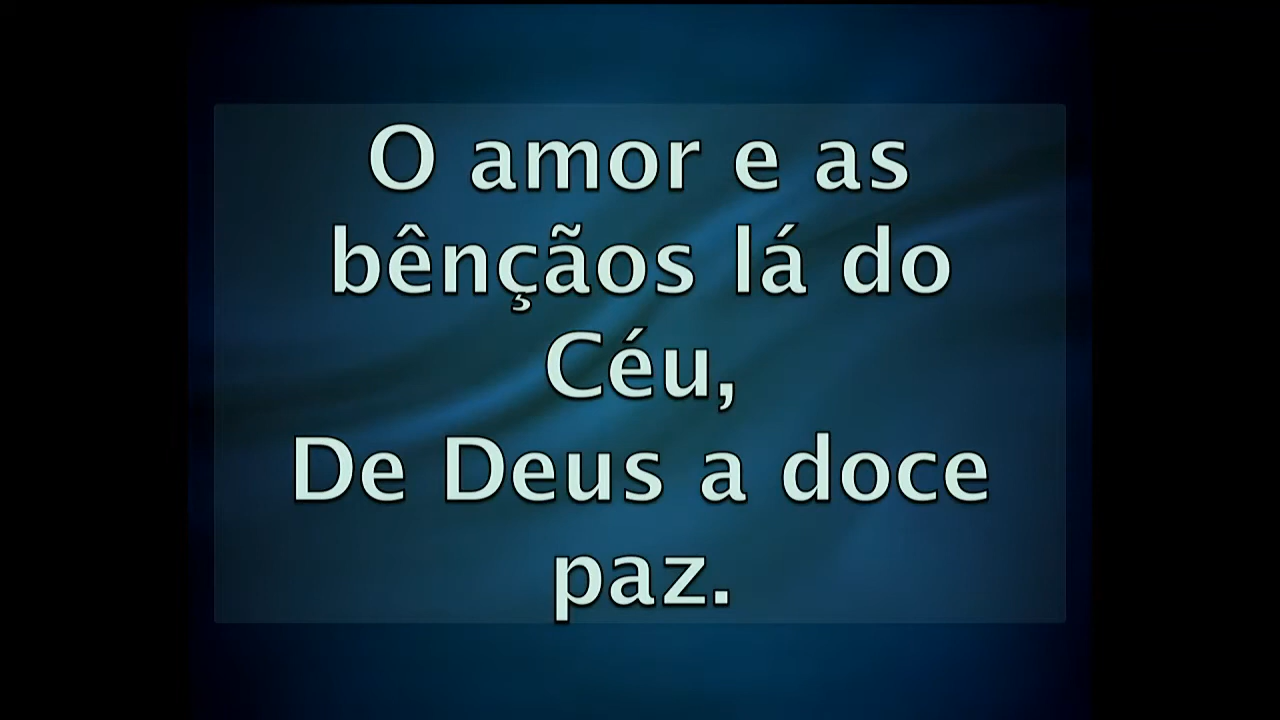 O amor e as
bênçãos lá do
Céu,
De Deus a doce
paz.